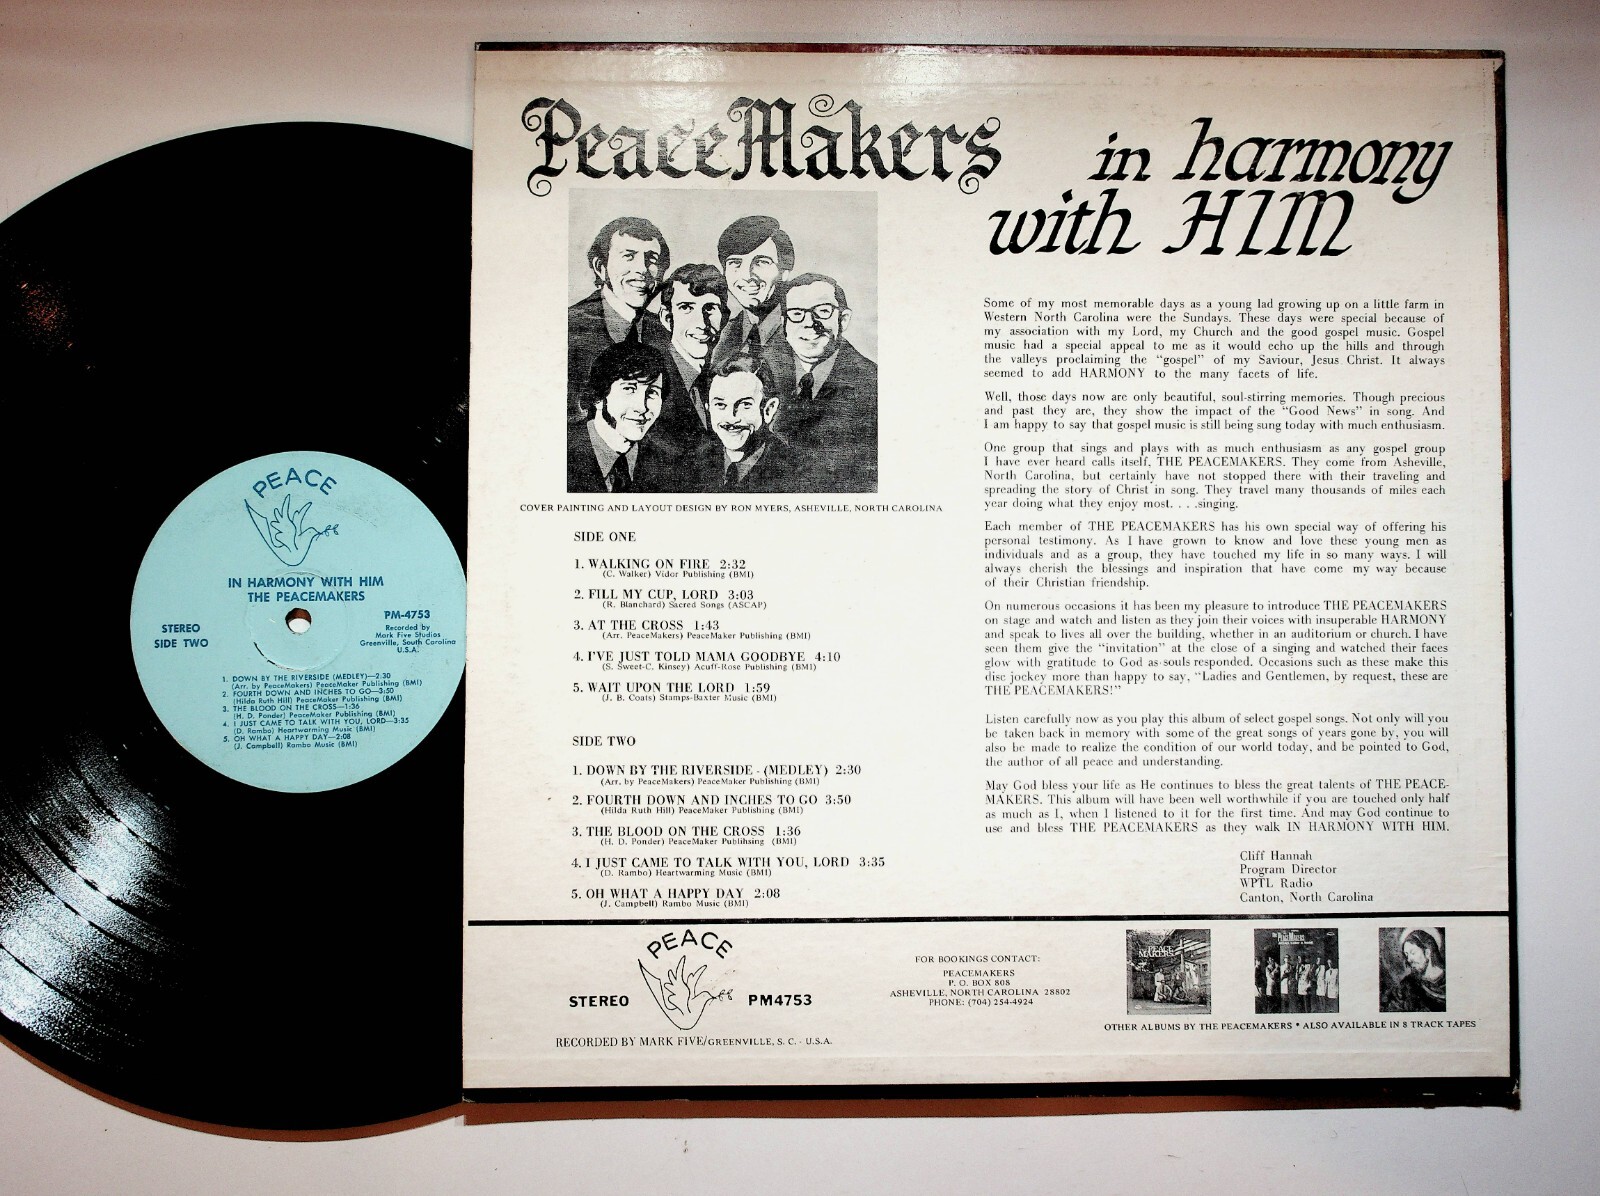 PEACE
IN HARMONY WITH HIM
THE PEACEMAKERS
STEREO
SIDE TWO
PM-4753
Recorded by
Mark Five Studios
Greenville, South Carolina
U.S.A.
1. DOWN BY THE RIVERSIDE (MEDLEY)—2:30
(Arr. by PeaceMakers) PeaceMaker Publishing (BMI)
2. FOURTH DOWN AND INCHES TO GO—3:50
(Hilda Ruth Hill) PeaceMaker Publishing (BMI)
3. THE BLOOD ON THE CROSS—1:36
(H. D. Ponder) PeaceMaker Publishing (BMI)
4. I JUST CAME TO TALK WITH YOU, LORD—3:35
(D. Rambo) Heartwarming Music (BMI)
5. OH WHAT A HAPPY DAY—2:08
(J. Campbell) Rambo Music (BMI)
PeaceMakers
in harmony
with HIM
COVER PAINTING AND LAYOUT DESIGN BY RON MYERS, ASHEVILLE, NORTH CAROLINA
SIDE ONE
1. WALKING ON FIRE 2:32
(C. Walker) Vidor Publishing (BMI)
2. FILL MY CUP, LORD 3:03
(R. Blanchard) Sacred Songs (ASCAP)
3. AT THE CROSS 1:43
(Arr. PeaceMakers) PeaceMaker Publishing (BMI)
4. I'VE JUST TOLD MAMA GOODBYE 4:10
(S. Sweet-C. Kinsey) Acuff-Rose Publishing (BMI)
5. WAIT UPON THE LORD 1:59
(J. B. Coats) Stamps-Baxter Music (BMI)
SIDE TWO
1. DOWN BY THE RIVERSIDE - (MEDLEY) 2:30
(Arr. by PeaceMakers) PeaceMaker Publishing (BMI)
2. FOURTH DOWN AND INCHES TO GO 3:50
(Hilda Ruth Hill) PeaceMaker Publishing (BMI)
3. THE BLOOD ON THE CROSS 1:36
(H. D. Ponder) PeaceMaker Publihsing (BMI)
4. I JUST CAME TO TALK WITH YOU, LORD 3:35
(D. Rambo) Heartwarming Music (BMI)
5. OH WHAT A HAPPY DAY 2:08
(J. Campbell) Rambo Music (BMI)
Some of my most memorable days as a young lad growing up on a little farm in
Western North Carolina were the Sundays. These days were special because of
my association with my Lord, my Church and the good gospel music. Gospel
music had a special appeal to me as it would echo up the hills and through
the valleys proclaiming the "gospel" of my Saviour, Jesus Christ. It always
seemed to add HARMONY to the many facets of life.
Well, those days now are only beautiful, soul-stirring memories. Though precious
and past they are, they show the impact of the "Good News" in song. And
I am happy to say that gospel music is still being sung today with much enthusiasm.
One group that sings and plays with as much enthusiasm as any gospel group
I have ever heard calls itself, THE PEACEMAKERS. They come from Asheville,
North Carolina, but certainly have not stopped there with their traveling and
spreading the story of Christ in song. They travel many thousands of miles each
year doing what they enjoy most. . . .singing.
Each member of THE PEACEMAKERS has his own special way of offering his
personal testimony. As I have grown to know and love these young men as
individuals and as a group, they have touched my life in so many ways. I will
always cherish the blessings and inspiration that have come my way because
of their Christian friendship.
On numerous occasions it has been my pleasure to introduce THE PEACEMAKERS
on stage and watch and listen as they join their voices with insuperable HARMONY
and speak to lives all over the building, whether in an auditorium or church. I have
seen them give the "invitation" at the close of a singing and watched their faces
glow with gratitude to God as souls responded. Occasions such as these make this
disc jockey more than happy to say, "Ladies and Gentlemen, by request, these are
THE PEACEMAKERS!"
Listen carefully now as you play this album of select gospel songs. Not only will you
be taken back in memory with some of the great songs of years gone by, you will
also be made to realize the condition of our world today, and be pointed to God,
the author of all peace and understanding.
May God bless your life as He continues to bless the great talents of THE PEACE-
MAKERS. This album will have been well worthwhile if you are touched only half
as much as I, when I listened to it for the first time. And may God continue to
use and bless THE PEACEMAKERS as they walk IN HARMONY WITH HIM.
Cliff Hannah
Program Director
WPTL Radio
Canton, North Carolina
PEACE
STEREO
PM4753
RECORDED BY MARK FIVE/GREENVILLE, S. C. - U.S.A.
FOR BOOKINGS CONTACT:
PEACEMAKERS
P. O. BOX 808
ASHEVILLE, NORTH CAROLINA 28802
PHONE: (704) 254-4924
PEACE
MAKERS
PEACEMAKERS
OTHER ALBUMS BY THE PEACEMAKERS • ALSO AVAILABLE IN 8 TRACK TAPES